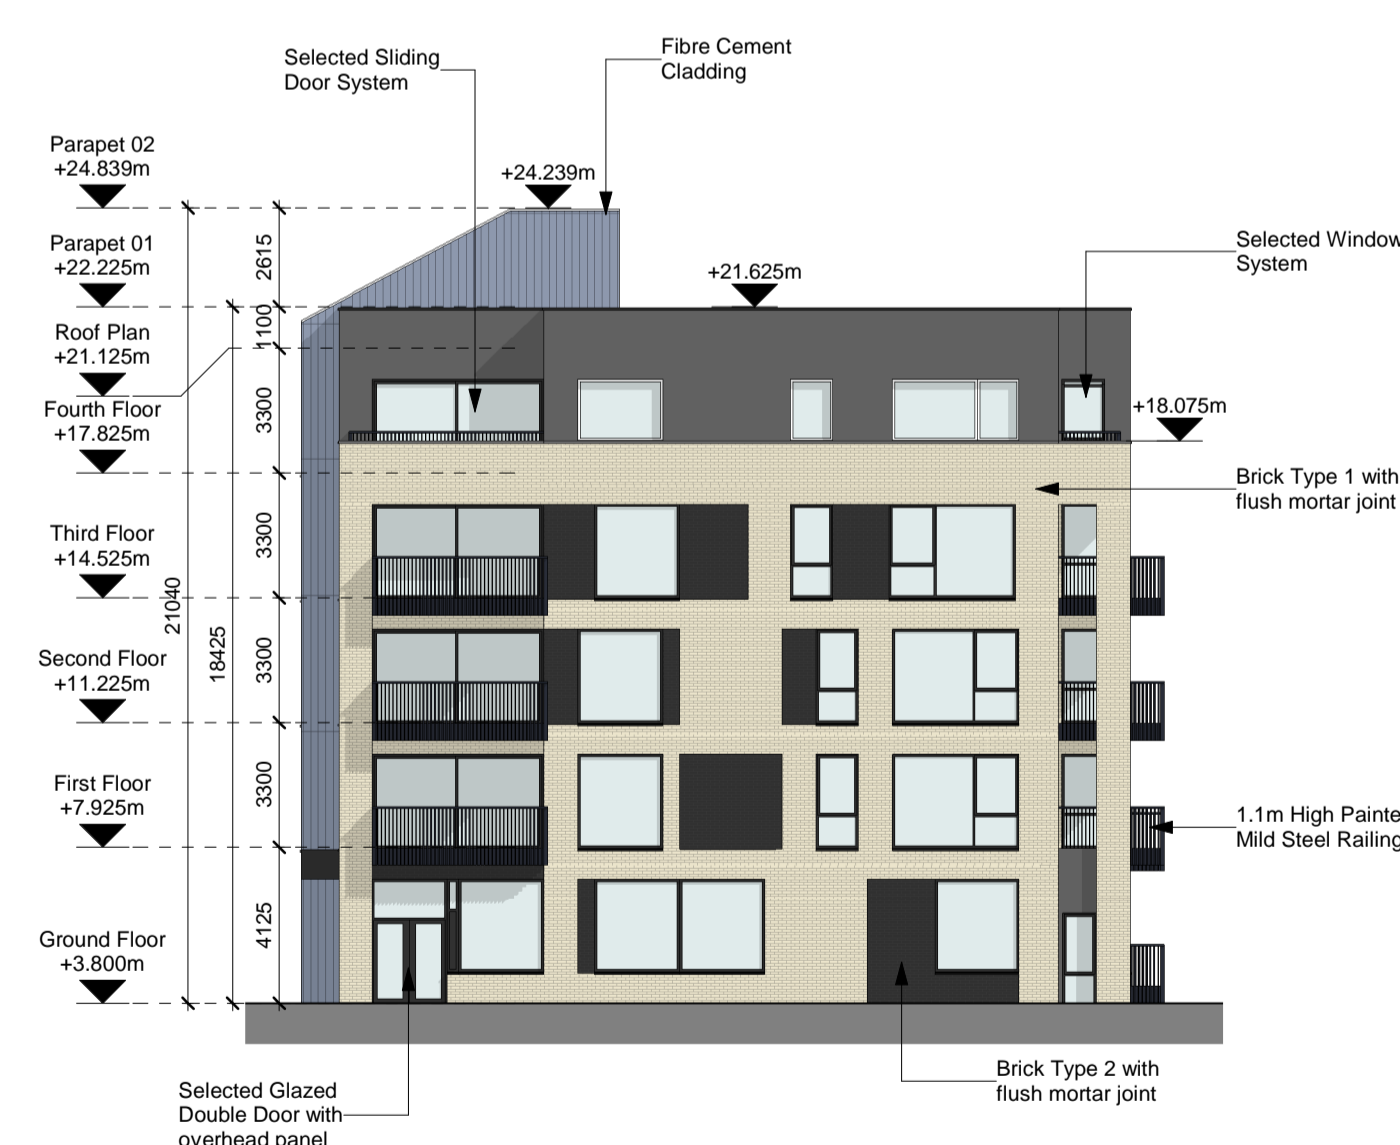 Selected Sliding
Door System
Fibre Cement
Cladding
Parapet 02
+24.839m
+24.239m
Parapet 01
+22.225m
Selected Window
System
+21.625m
2615
Roof Plan
+21.125m
1100
Fourth Floor
+17.825m
3300
+18.075m
Brick Type 1 with
flush mortar joint
Third Floor
+14.525m
3300
21040
18425
Second Floor
+11.225m
3300
First Floor
+7.925m
3300
1.1m High Painte
Mild Steel Railing
Ground Floor
+3.800m
4125
Brick Type 2 with
flush mortar joint
Selected Glazed
Double Door with
overhead panel